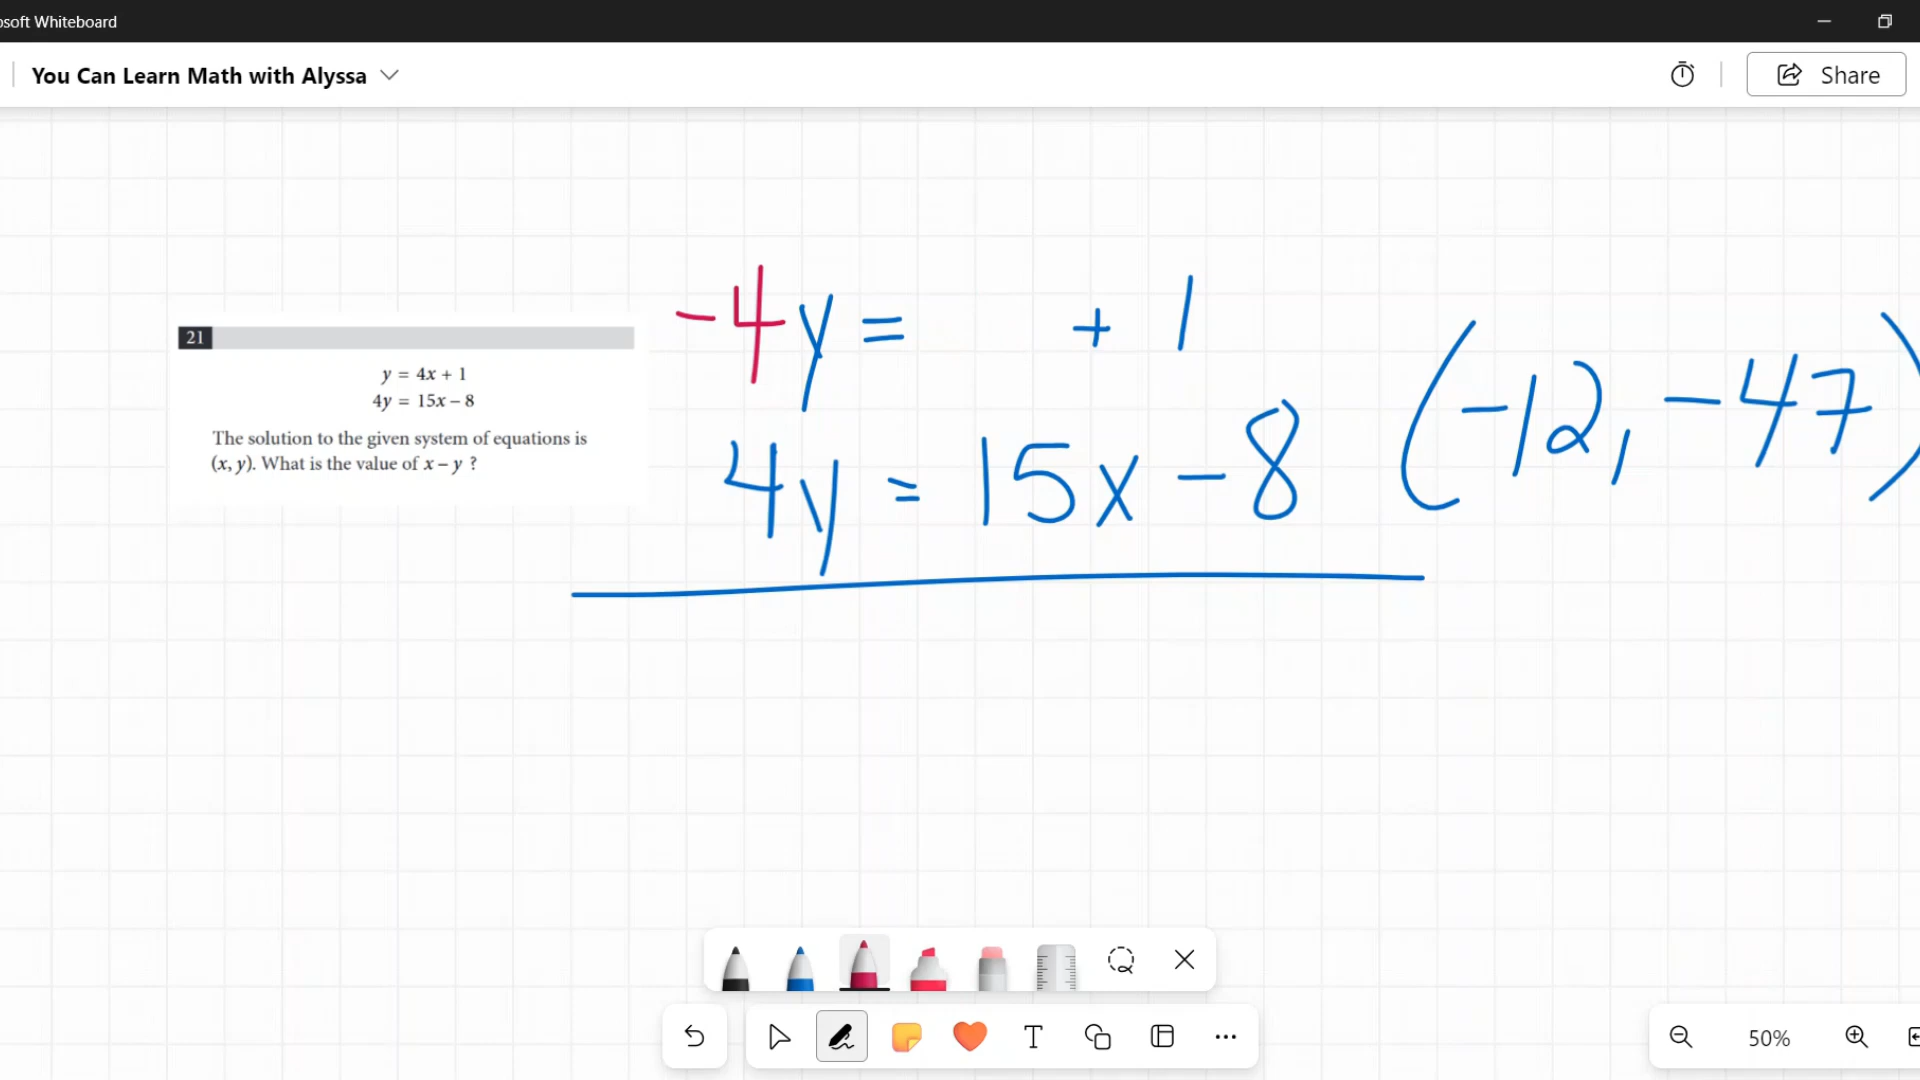 osoft Whiteboard
You Can Learn Math with Alyssa
Share
21
y = 4x + 1
4y = 15x – 8
The solution to the given system of equations is
(x, y). What is the value of x – y ?
-4y = + 1
4y = 15x - 8
(-12, -47)
50%